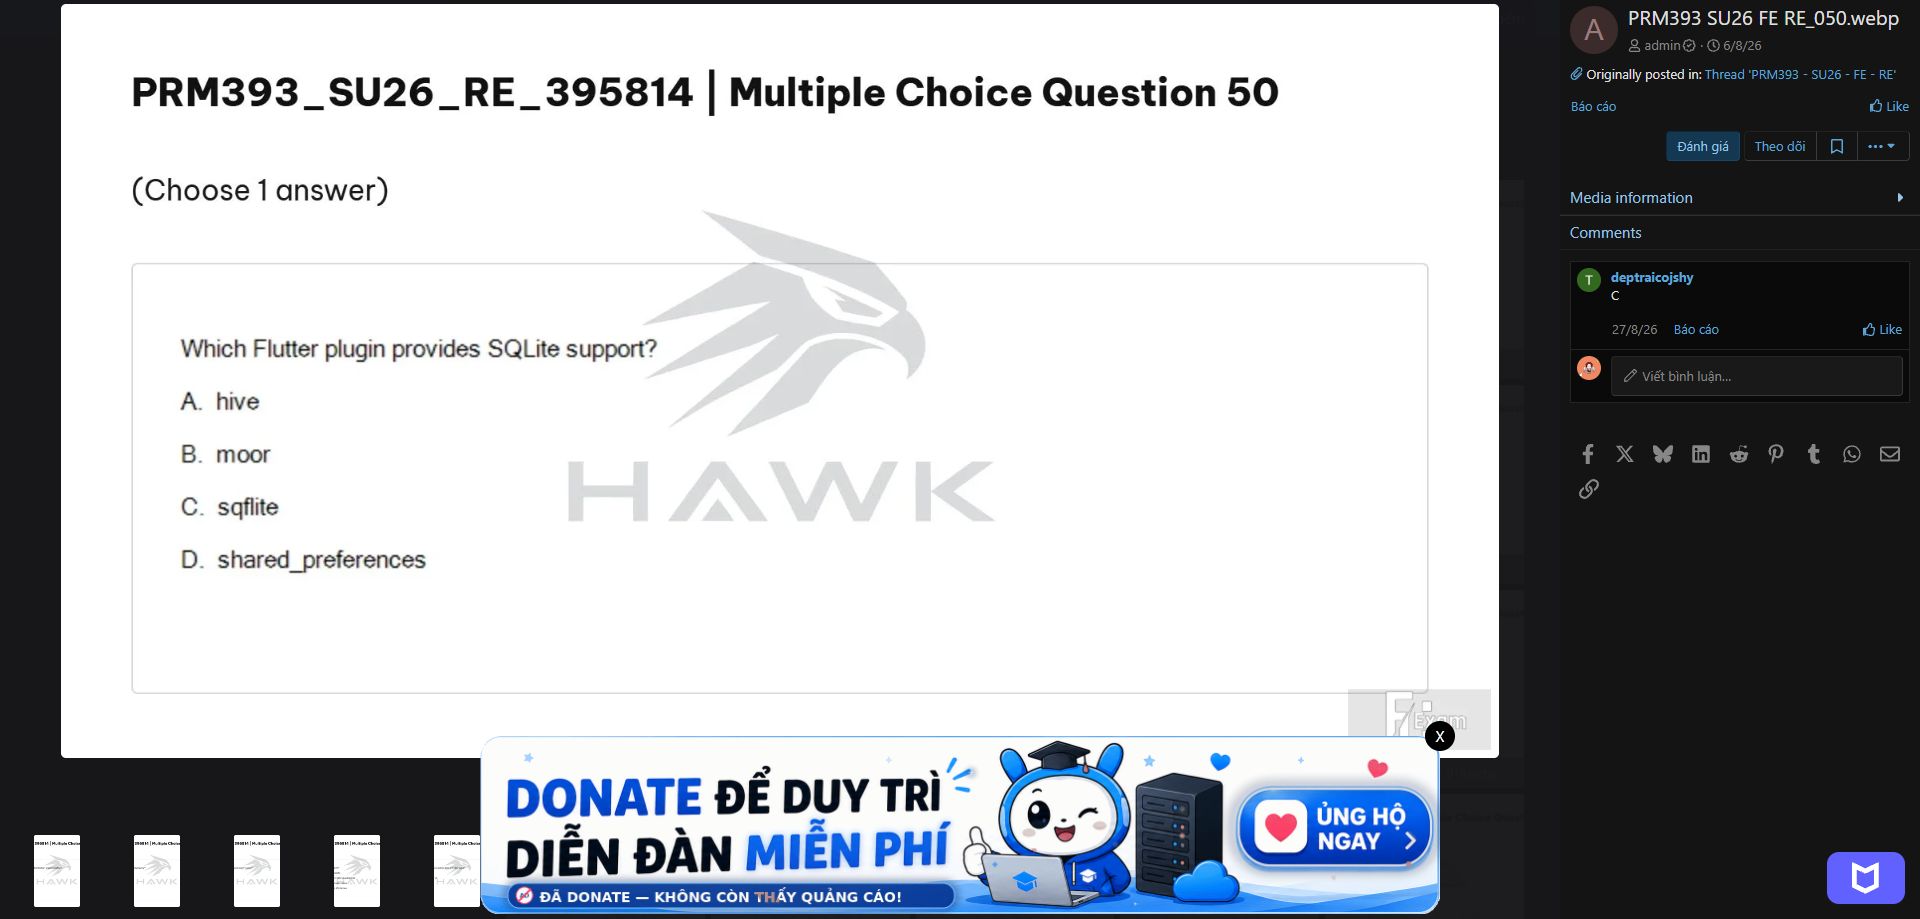 PRM393_SU26_RE_395814 | Multiple Choice Question 50
(Choose 1 answer)
Which Flutter plugin provides SQLite support?
A. hive
B. moor
C. sqflite
D. shared_preferences
HAWK
Exam
X
DONATE ĐỂ DUY TRÌ
DIỄN ĐÀN MIỄN PHÍ
ĐÃ DONATE — KHÔNG CÒN THẤY QUẢNG CÁO!
ỦNG HỘ
NGAY
A
PRM393 SU26 FE RE_050.webp
admin · 6/8/26
Originally posted in: Thread 'PRM393 - SU26 - FE - RE'
Báo cáo
Like
Đánh giá
Theo dõi
Media information
Comments
T
deptraicojshy
C
27/8/26
Báo cáo
Like
Viết bình luận...